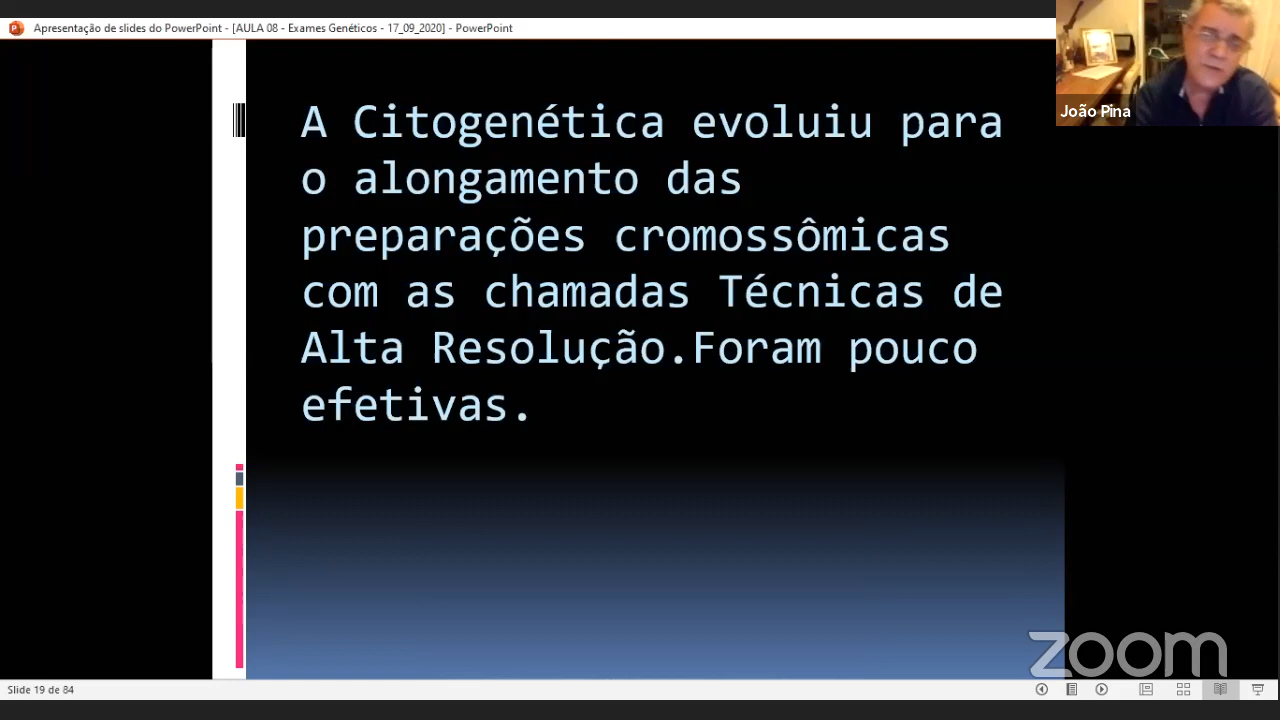 Apresentação de slides do PowerPoint - [AULA 08 - Exames Genéticos - 17_09_2020] - PowerPoint
João Pina
A Citogenética evoluiu para
o alongamento das
preparações cromossômicas
com as chamadas Técnicas de
Alta Resolução.Foram pouco
efetivas.
zoom
Slide 19 de 84